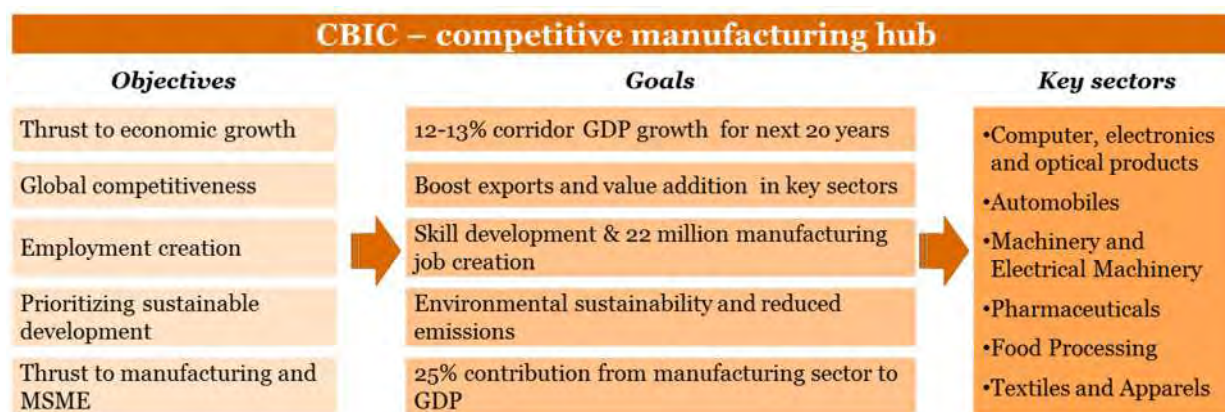 CBIC – competitive manufacturing hub
Objectives
Thrust to economic growth
Global competitiveness
Employment creation
Prioritizing sustainable
development
Thrust to manufacturing and
MSME
Goals
12-13% corridor GDP growth for next 20 years
Boost exports and value addition in key sectors
Skill development & 22 million manufacturing
job creation
Environmental sustainability and reduced
emissions
25% contribution from manufacturing sector to
GDP
Key sectors
•Computer, electronics
and optical products
•Automobiles
•Machinery and
Electrical Machinery
•Pharmaceuticals
•Food Processing
•Textiles and Apparels